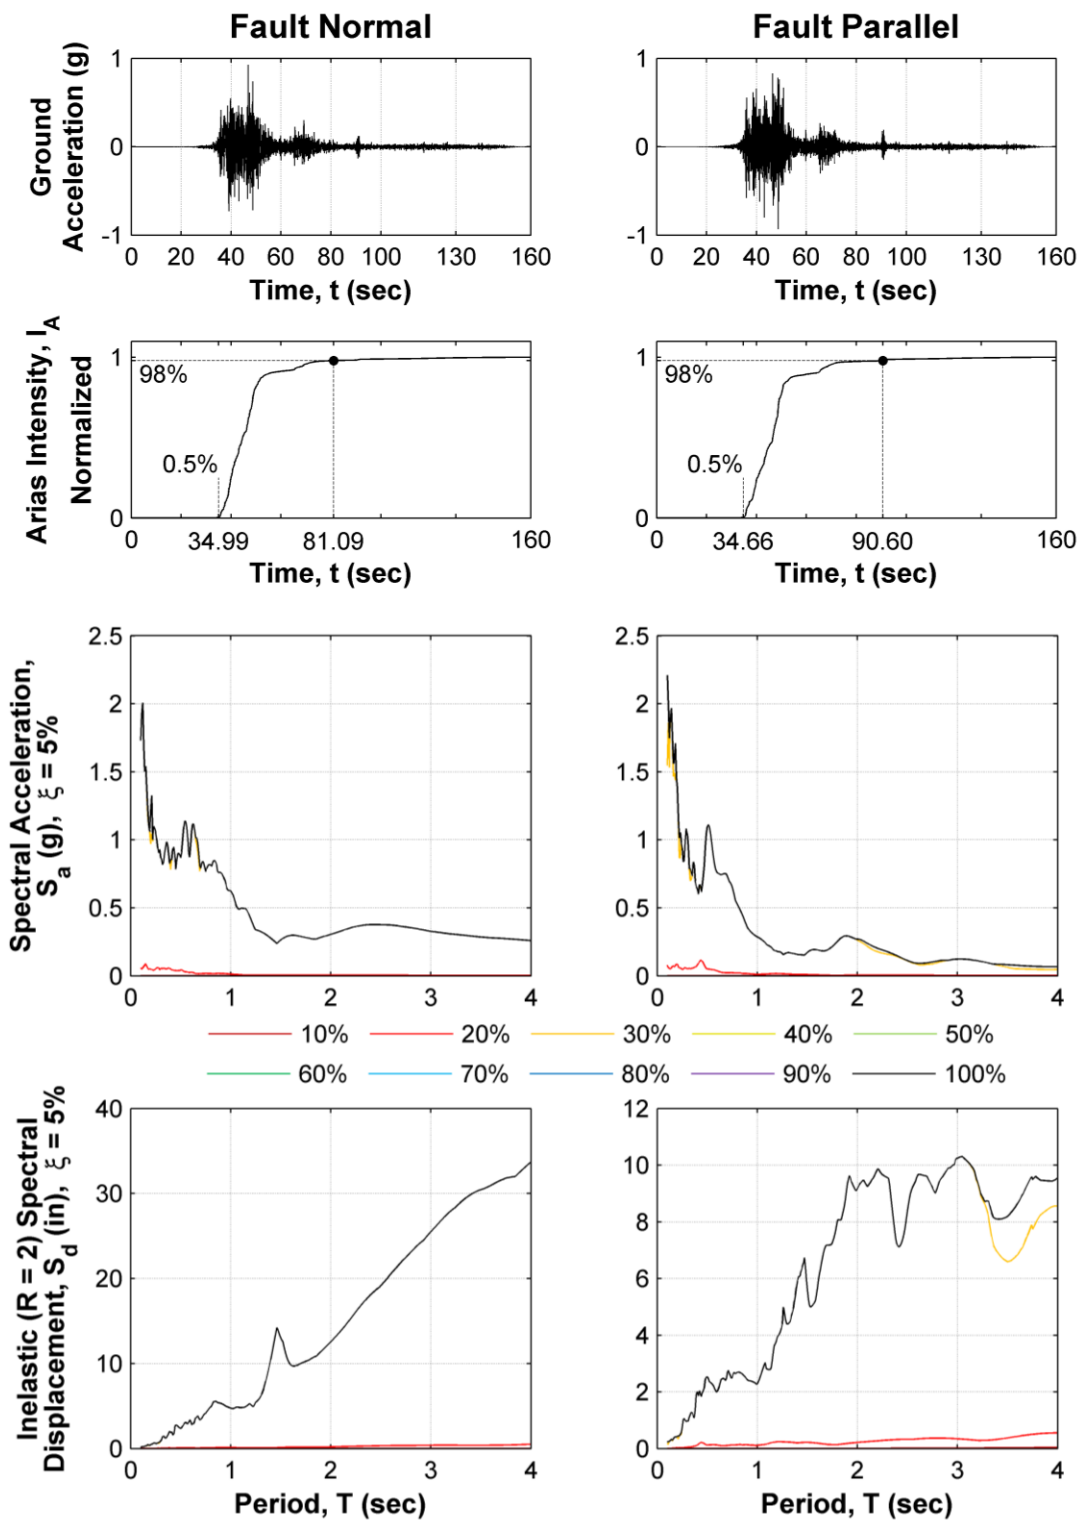 Fault Normal
Fault Parallel
Ground
Acceleration (g)
1
0
-1
0 20 40 60 80 100 130 160
Time, t (sec)
1
0
-1
0 20 40 60 80 100 130 160
Time, t (sec)
Arias Intensity, I_A
Normalized
1
98%
0.5%
0
0 34.99 81.09 160
Time, t (sec)
1
98%
0.5%
0
0 34.66 90.60 160
Time, t (sec)
Spectral Acceleration,
S_a (g), ξ = 5%
2.5
2
1.5
1
0.5
0
0 1 2 3 4
2.5
2
1.5
1
0.5
0
0 1 2 3 4
10% 20% 30% 40% 50%
60% 70% 80% 90% 100%
Inelastic (R = 2) Spectral
Displacement, S_d (in), ξ = 5%
40
30
20
10
0
0 1 2 3 4
Period, T (sec)
12
10
8
6
4
2
0
0 1 2 3 4
Period, T (sec)